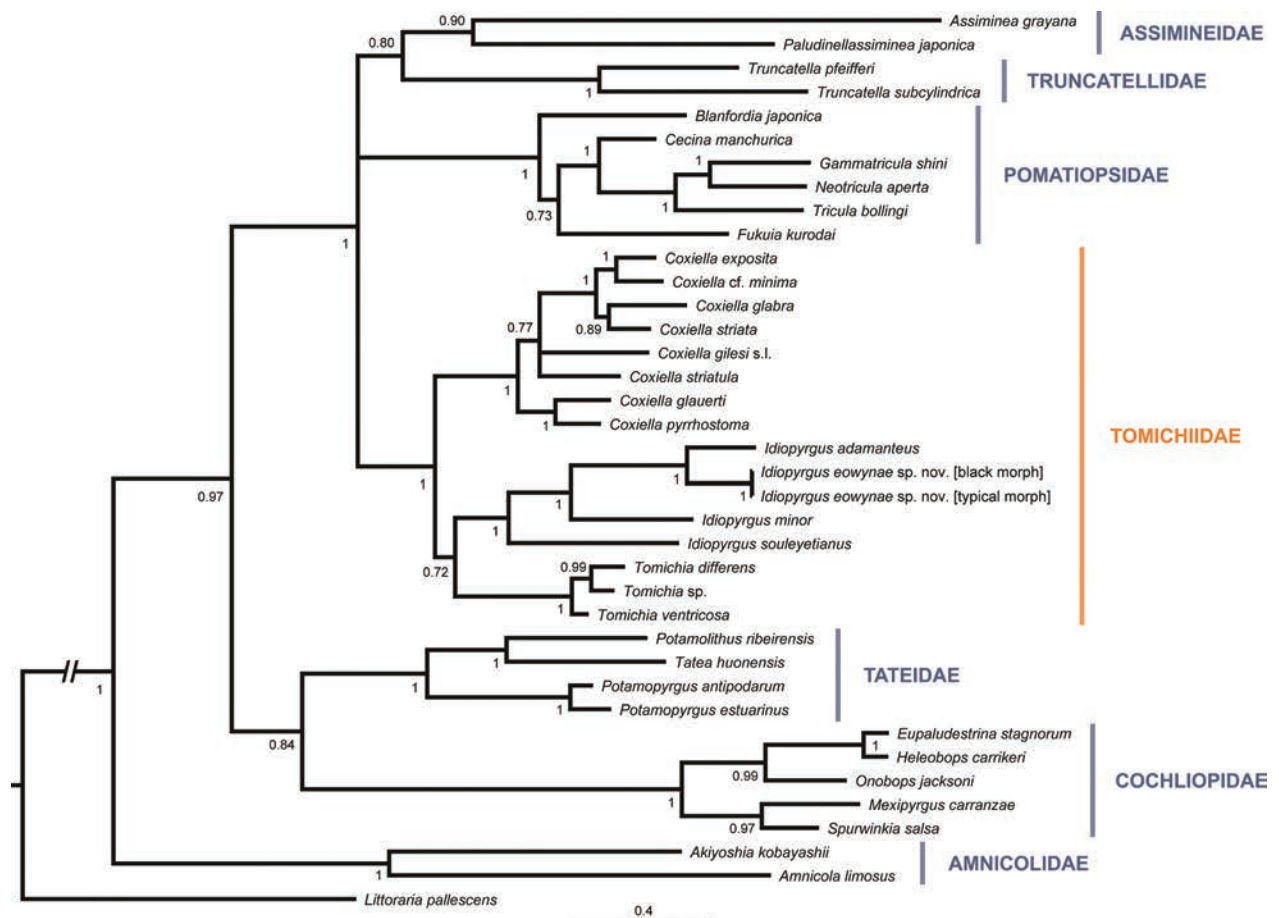 0.90
Assiminea grayana
0.80
Paludinellassiminea japonica
ASSIMINEIDAE
Truncatella pfeifferi
1
Truncatella subcylindrica
TRUNCATELLIDAE
Blanfordia japonica
1
Cecina manchurica
1
1
Gammatricula shini
1
Neotricula aperta
1
Tricula bollingi
0.73
Fukuia kurodai
POMATIOPSIDAE
1
1
Coxiella exposita
1
Coxiella cf. minima
Coxiella glabra
0.89
Coxiella striata
0.77
Coxiella gilesi s.l.
Coxiella striatula
1
Coxiella glauerti
1
Coxiella pyrrhostoma
TOMICHIIDAE
Idiopyrgus adamanteus
Idiopyrgus eowynae sp. nov. [black morph]
1
1
Idiopyrgus eowynae sp. nov. [typical morph]
1
Idiopyrgus minor
1
Idiopyrgus souleyetianus
1
0.97
0.72
0.99
Tomichia differens
Tomichia sp.
1
Tomichia ventricosa
Potamolithus ribeirensis
1
Tatea huonensis
1
Potamopyrgus antipodarum
1
Potamopyrgus estuarinus
TATEIDAE
1
0.84
Eupaludestrina stagnorum
1
Heleobops carrikeri
0.99
Onobops jacksoni
1
Mexipyrgus carranzae
0.97
Spurwinkia salsa
COCHLIOPIDAE
Akiyoshia kobayashii
1
Amnicola limosus
AMNICOLIDAE
Littoraria pallescens
0.4